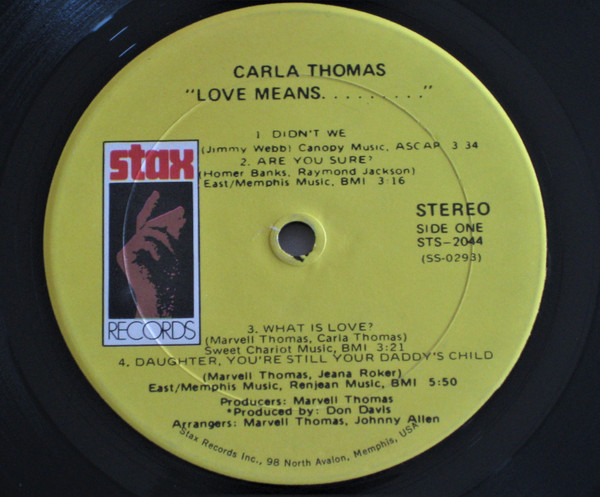 CARLA THOMAS
"LOVE MEANS........."
1 DIDN'T WE
(Jimmy Webb) Canopy Music, ASCAP 3 34
2. ARE YOU SURE?
(Homer Banks, Raymond Jackson)
East/Memphis Music, BMI 3:16
stax
RECORDS
STEREO
SIDE ONE
STS-2044
(SS-0293)
3. WHAT IS LOVE?
(Marvell Thomas, Carla Thomas)
Sweet Chariot Music, BMI 3:21
4. DAUGHTER, YOU'RE STILL YOUR DADDY'S CHILD
(Marvell Thomas, Jeana Roker)
East/Memphis Music, Renjean Music, BMI 5:50
Producers: Marvell Thomas
*Produced by: Don Davis
Arrangers: Marvell Thomas, Johnny Allen
Stax Records Inc., 98 North Avalon, Memphis, USA